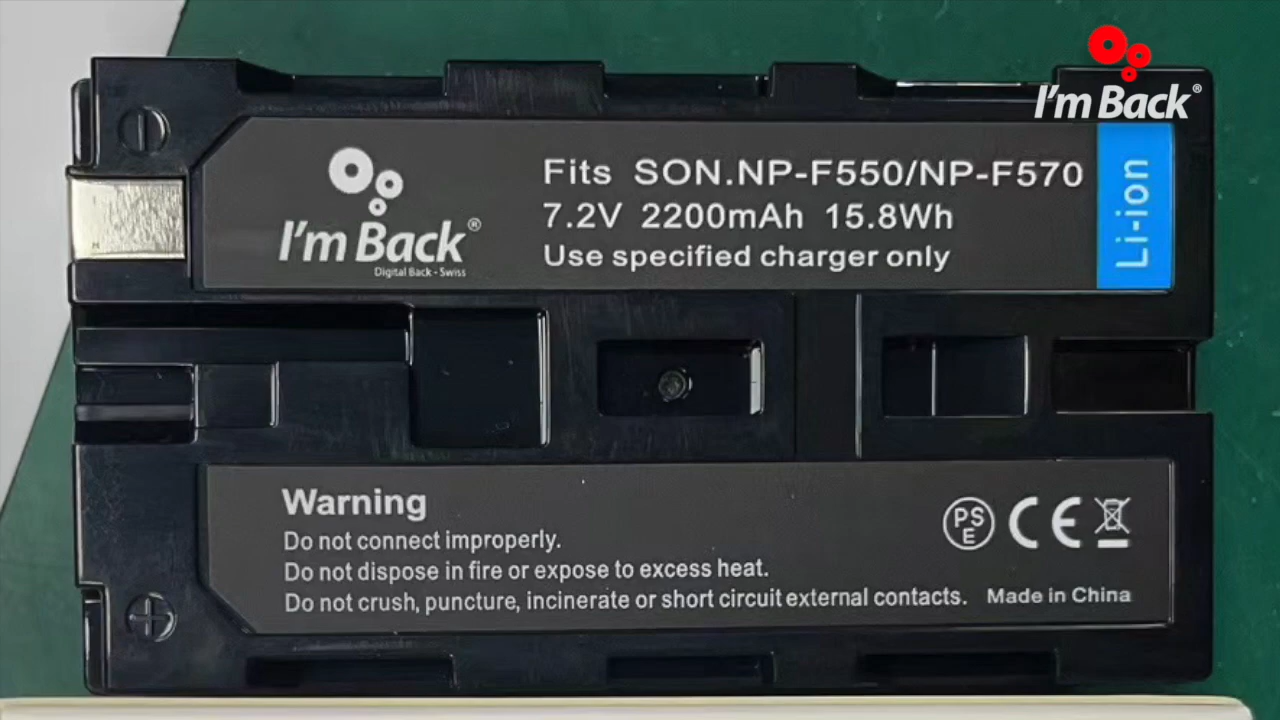 I'm Back®
I'm Back®
Digital Back - Swiss
Fits SON.NP-F550/NP-F570
7.2V 2200mAh 15.8Wh
Use specified charger only
Li-ion
Warning
Do not connect improperly.
Do not dispose in fire or expose to excess heat.
Do not crush, puncture, incinerate or short circuit external contacts.
PS
E
CE
Made in China